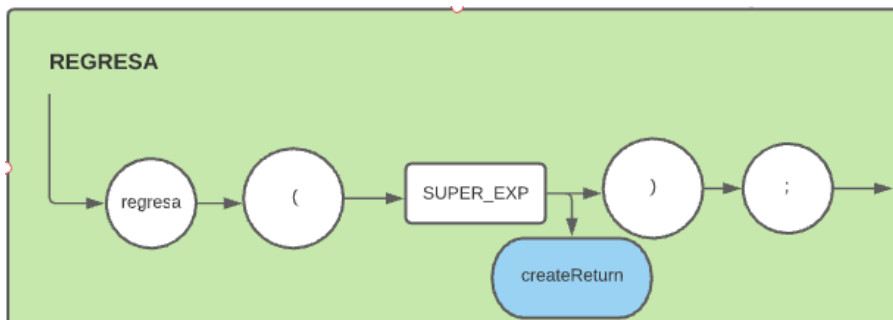 REGRESA
regresa
(
SUPER_EXP
)
;
createReturn